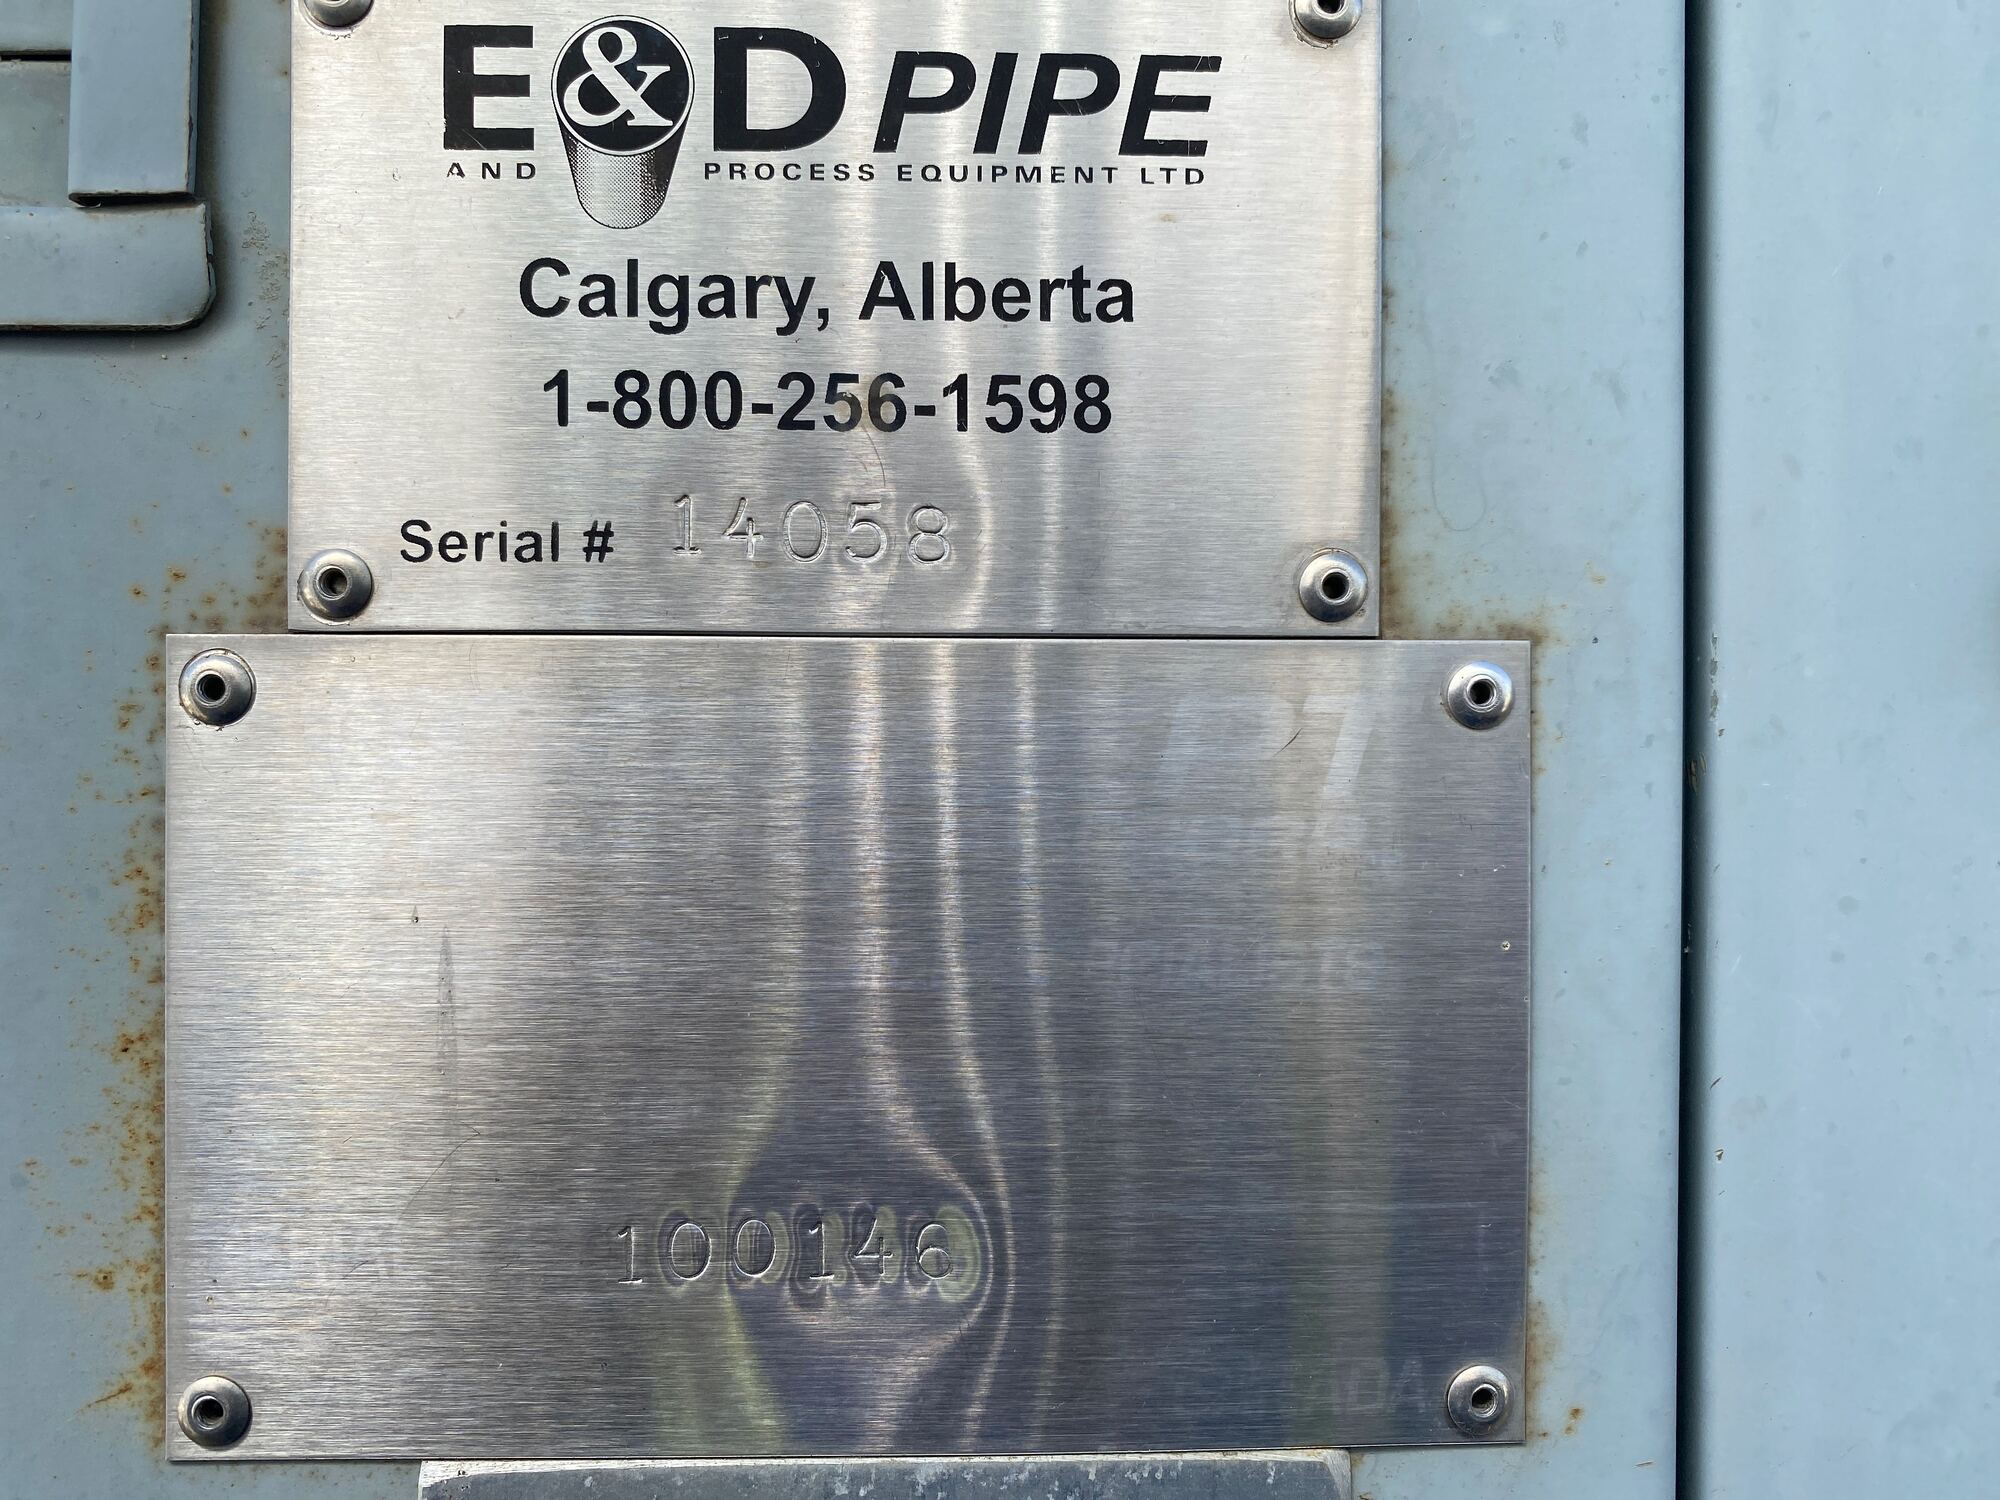 E&D PIPE
AND PROCESS EQUIPMENT LTD
Calgary, Alberta
1-800-256-1598
Serial # 14058
100146